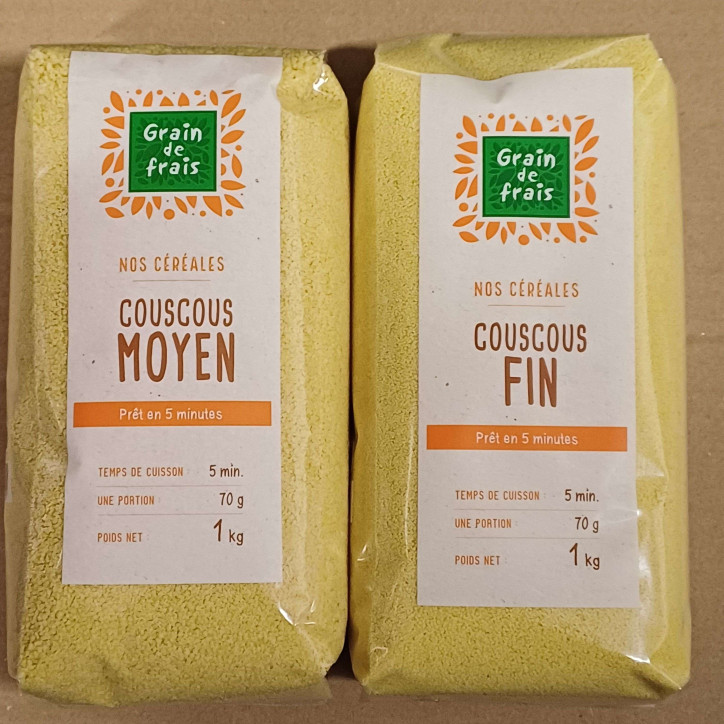 Grain
de
frais
NOS CÉRÉALES
COUSCOUS
MOYEN
Prêt en 5 minutes
TEMPS DE CUISSON : 5 min.
UNE PORTION : 70 g
POIDS NET : 1 kg
Grain
de
frais
NOS CÉRÉALES
COUSCOUS
FIN
Prêt en 5 minutes
TEMPS DE CUISSON : 5 min.
UNE PORTION : 70 g
POIDS NET : 1 kg